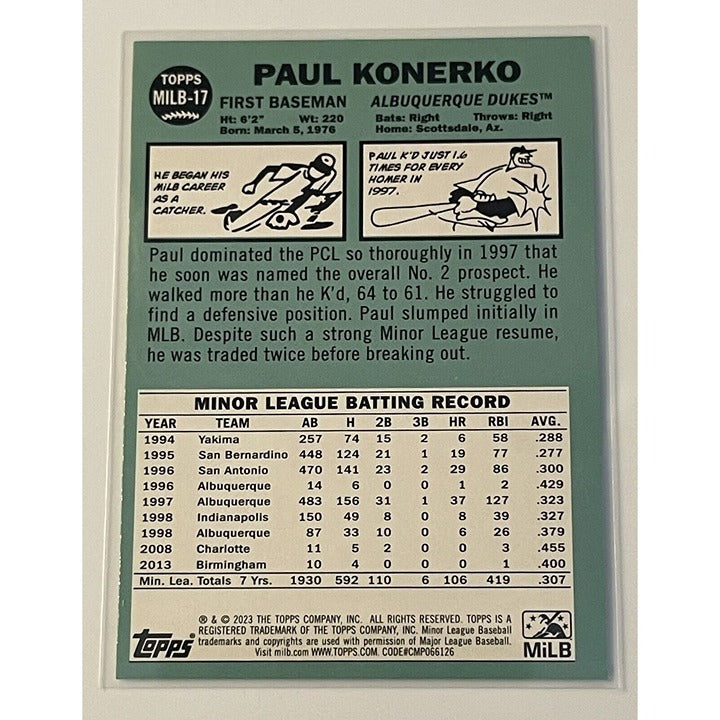 TOPPS
MILB-17
PAUL KONERKO
FIRST BASEMAN ALBUQUERQUE DUKES™
Ht: 6'2" Wt: 220 Bats: Right Throws: Right
Born: March 5, 1976 Home: Scottsdale, Az.
HE BEGAN HIS
MiLB CAREER
AS A
CATCHER.
PAUL K'D JUST 1.6
TIMES FOR EVERY
HOMER IN
1997.
Paul dominated the PCL so thoroughly in 1997 that
he soon was named the overall No. 2 prospect. He
walked more than he K'd, 64 to 61. He struggled to
find a defensive position. Paul slumped initially in
MLB. Despite such a strong Minor League resume,
he was traded twice before breaking out.
MINOR LEAGUE BATTING RECORD
YEAR TEAM AB H 2B 3B HR RBI AVG.
1994 Yakima 257 74 15 2 6 58 .288
1995 San Bernardino 448 124 21 1 19 77 .277
1996 San Antonio 470 141 23 2 29 86 .300
1996 Albuquerque 14 6 0 0 1 2 .429
1997 Albuquerque 483 156 31 1 37 127 .323
1998 Indianapolis 150 49 8 0 8 39 .327
1998 Albuquerque 87 33 10 0 6 26 .379
2008 Charlotte 11 5 2 0 0 3 .455
2013 Birmingham 10 4 0 0 0 1 .400
Min. Lea. Totals 7 Yrs. 1930 592 110 6 106 419 .307
® & © 2023 THE TOPPS COMPANY, INC. ALL RIGHTS RESERVED. TOPPS IS A
REGISTERED TRADEMARK OF THE TOPPS COMPANY, INC. Minor League Baseball
trademarks and copyrights are used with permission of Major League Baseball.
Visit milb.com WWW.TOPPS.COM. CODE#CMP066126
TOPPS
MiLB